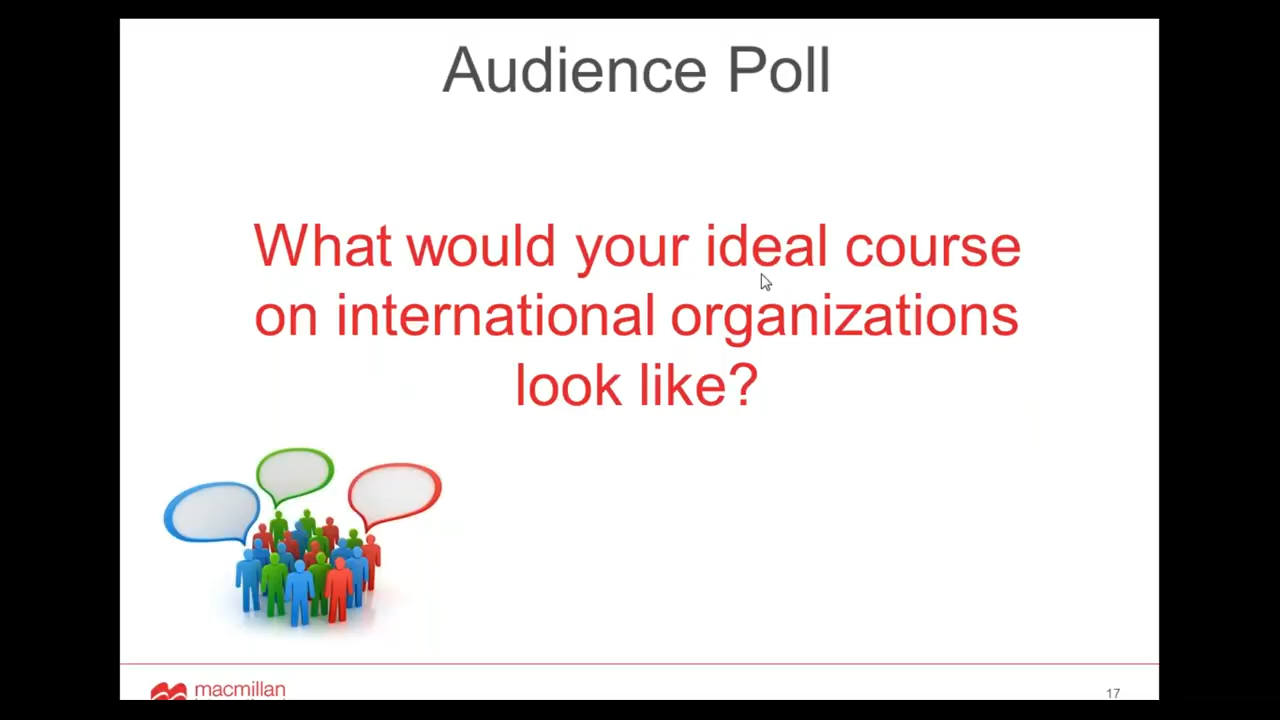 Audience Poll
What would your ideal course
on international organizations
look like?
macmillan
17